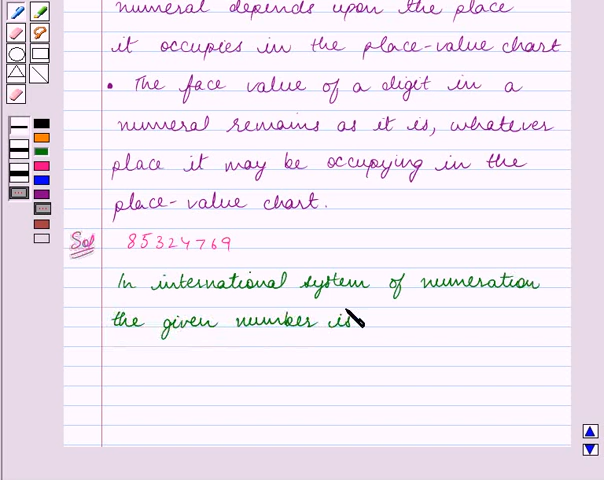 numeral depends upon the place
it occupies in the place-value chart
• The face value of a digit in a
numeral remains as it is, whatever
place it may be occupying in the
place-value chart.
Sol 85324769
In international system of numeration
the given number is